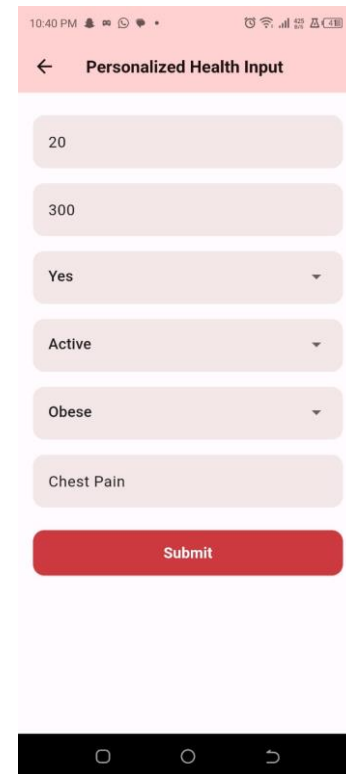 10:40 PM
Personalized Health Input
20
300
Yes
Active
Obese
Chest Pain
Submit